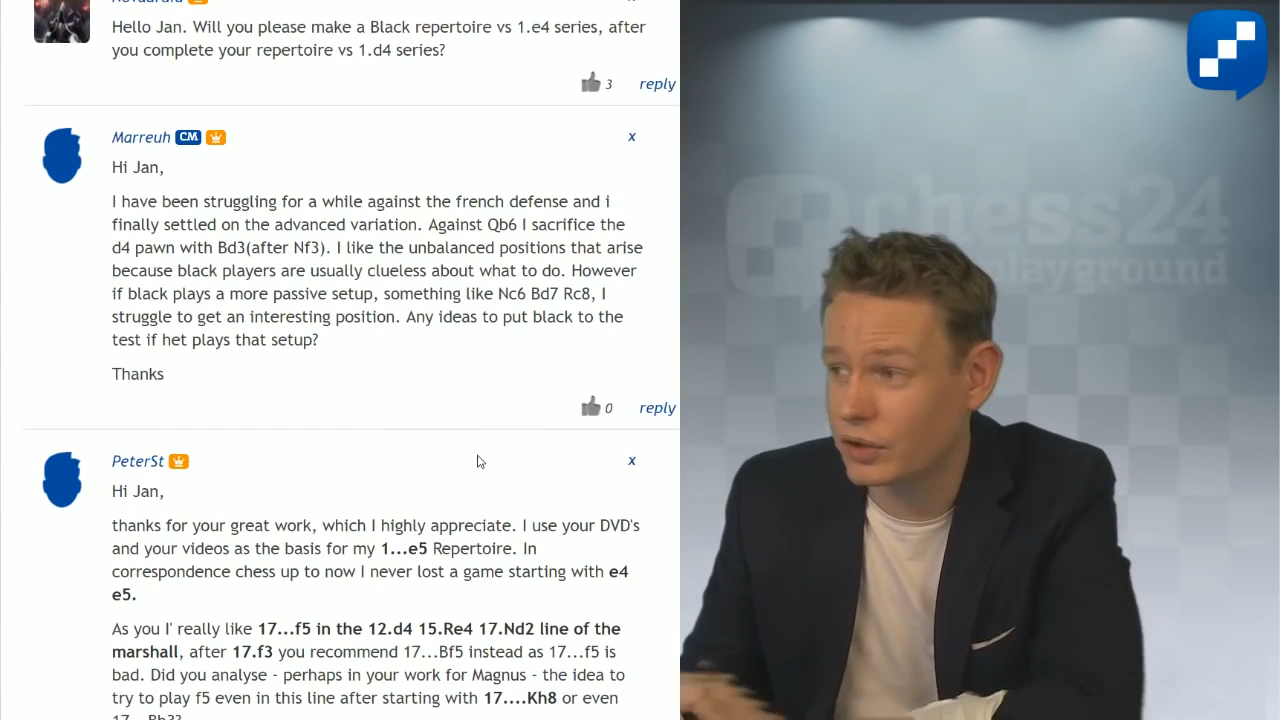 Hello Jan. Will you please make a Black repertoire vs 1.e4 series, after
you complete your repertoire vs 1.d4 series?
3 reply
Marreuh CM x
Hi Jan,
I have been struggling for a while against the french defense and i
finally settled on the advanced variation. Against Qb6 I sacrifice the
d4 pawn with Bd3(after Nf3). I like the unbalanced positions that arise
because black players are usually clueless about what to do. However
if black plays a more passive setup, something like Nc6 Bd7 Rc8, I
struggle to get an interesting position. Any ideas to put black to the
test if het plays that setup?
Thanks
0 reply
PeterSt x
Hi Jan,
thanks for your great work, which I highly appreciate. I use your DVD's
and your videos as the basis for my 1...e5 Repertoire. In
correspondence chess up to now I never lost a game starting with e4
e5.
As you I' really like 17...f5 in the 12.d4 15.Re4 17.Nd2 line of the
marshall, after 17.f3 you recommend 17...Bf5 instead as 17...f5 is
bad. Did you analyse - perhaps in your work for Magnus - the idea to
try to play f5 even in this line after starting with 17....Kh8 or even
chess24
playground